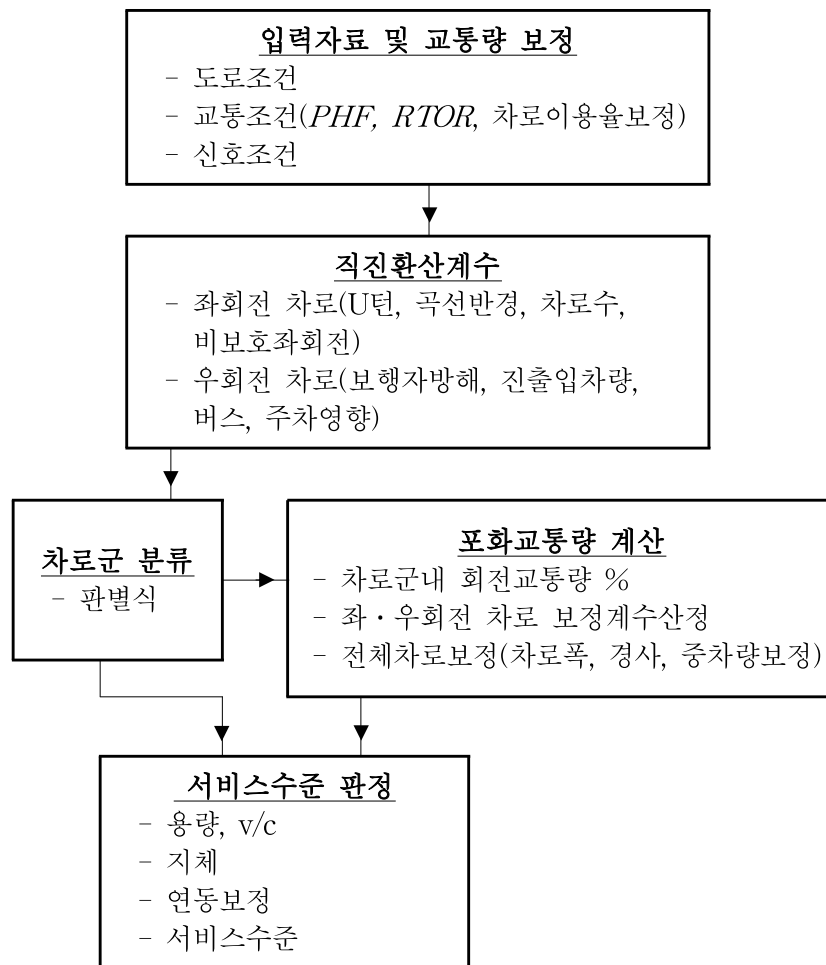 입력자료 및 교통량 보정
- 도로조건
- 교통조건(PHF, RTOR, 차로이용율보정)
- 신호조건
직진환산계수
- 좌회전 차로(U턴, 곡선반경, 차로수,
비보호좌회전)
- 우회전 차로(보행자방해, 진출입차량,
버스, 주차영향)
차로군 분류
- 판별식
포화교통량 계산
- 차로군내 회전교통량 %
- 좌·우회전 차로 보정계수산정
- 전체차로보정(차로폭, 경사, 중차량보정)
서비스수준 판정
- 용량, v/c
- 지체
- 연동보정
- 서비스수준